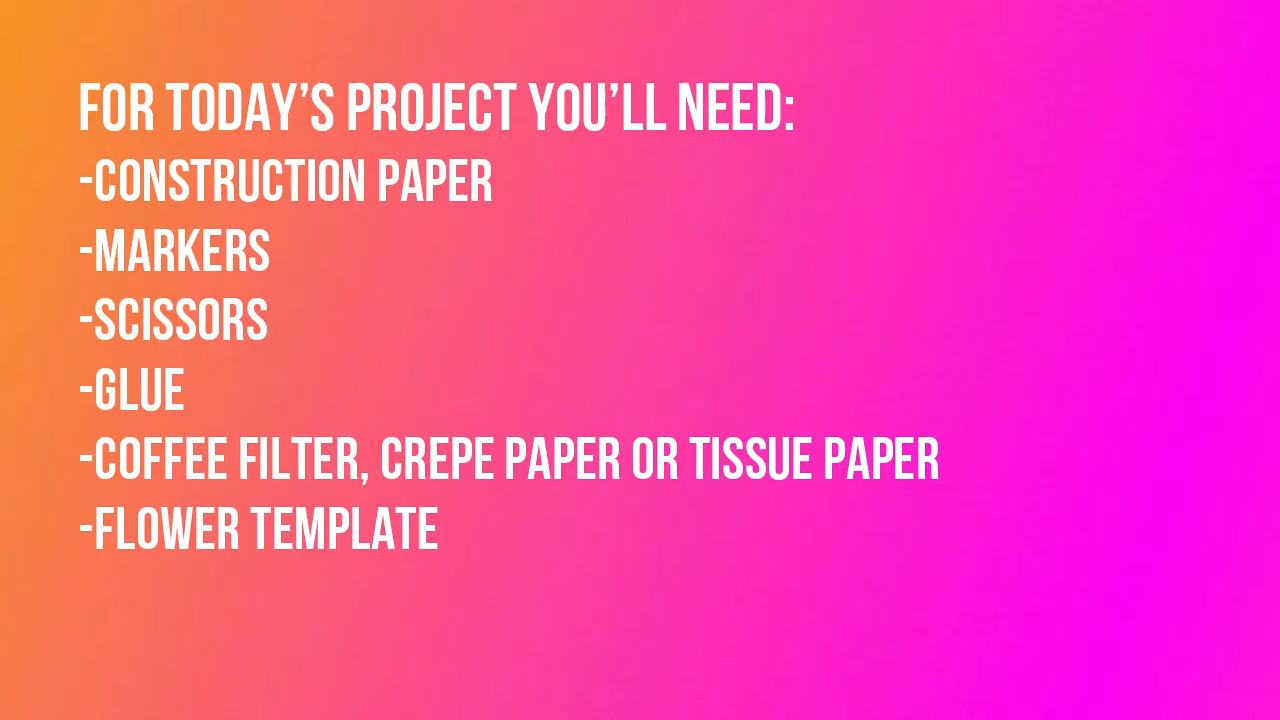 FOR TODAY’S PROJECT YOU’LL NEED:
-CONSTRUCTION PAPER
-MARKERS
-SCISSORS
-GLUE
-COFFEE FILTER, CREPE PAPER OR TISSUE PAPER
-FLOWER TEMPLATE